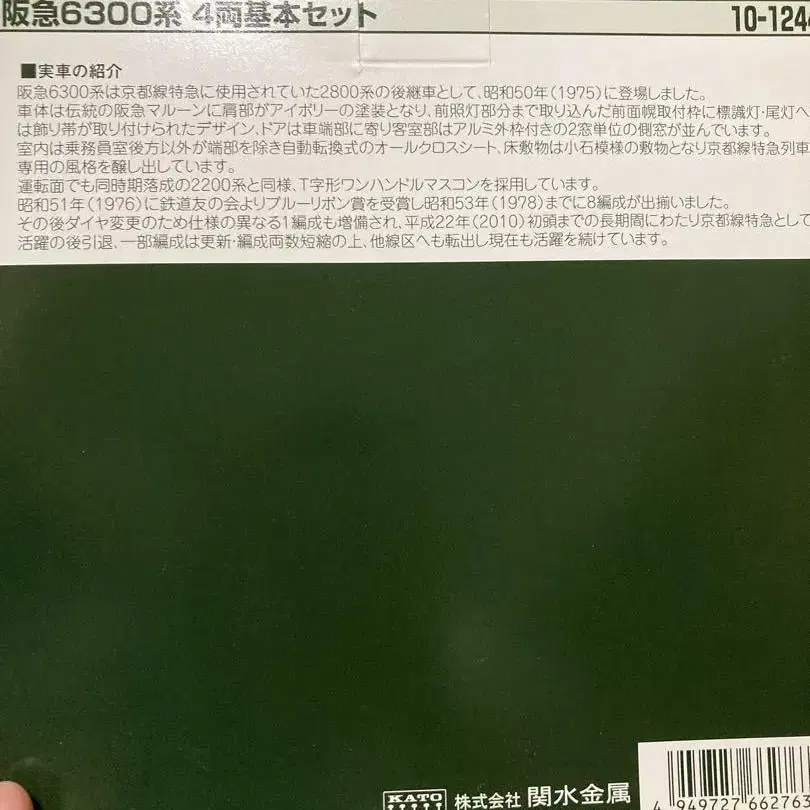 阪急6300系 4両基本セット
10-124
■実車の紹介
阪急6300系は京都線特急に使用されていた2800系の後継車として、昭和50年(1975)に登場しました。
車体は伝統の阪急マルーンに肩部がアイボリーの塗装となり、前照灯部分まで取り込んだ前面幌取付枠に標識灯・尾灯へ
は飾り帯が取り付けられたデザイン、ドアは車端部に寄り客室部はアルミ外枠付きの2窓単位の側窓が並んでいます。
室内は乗務員室後方以外が端部を除き自動転換式のオールクロスシート、床敷物は小石模様の敷物となり京都線特急列車
専用の風格を醸し出しています。
運転面でも同時期落成の2200系と同様、T字形ワンハンドルマスコンを採用しています。
昭和51年(1976)に鉄道友の会よりブルーリボン賞を受賞し昭和53年(1978)までに8編成が出揃いました。
その後ダイヤ変更のため仕様の異なる1編成も増備され、平成22年(2010)初頭までの長期間にわたり京都線特急として
活躍の後引退、一部編成は更新・編成両数短縮の上、他線区へも転出し現在も活躍を続けています。
KATO 株式会社 関水金属
4 949727 662763